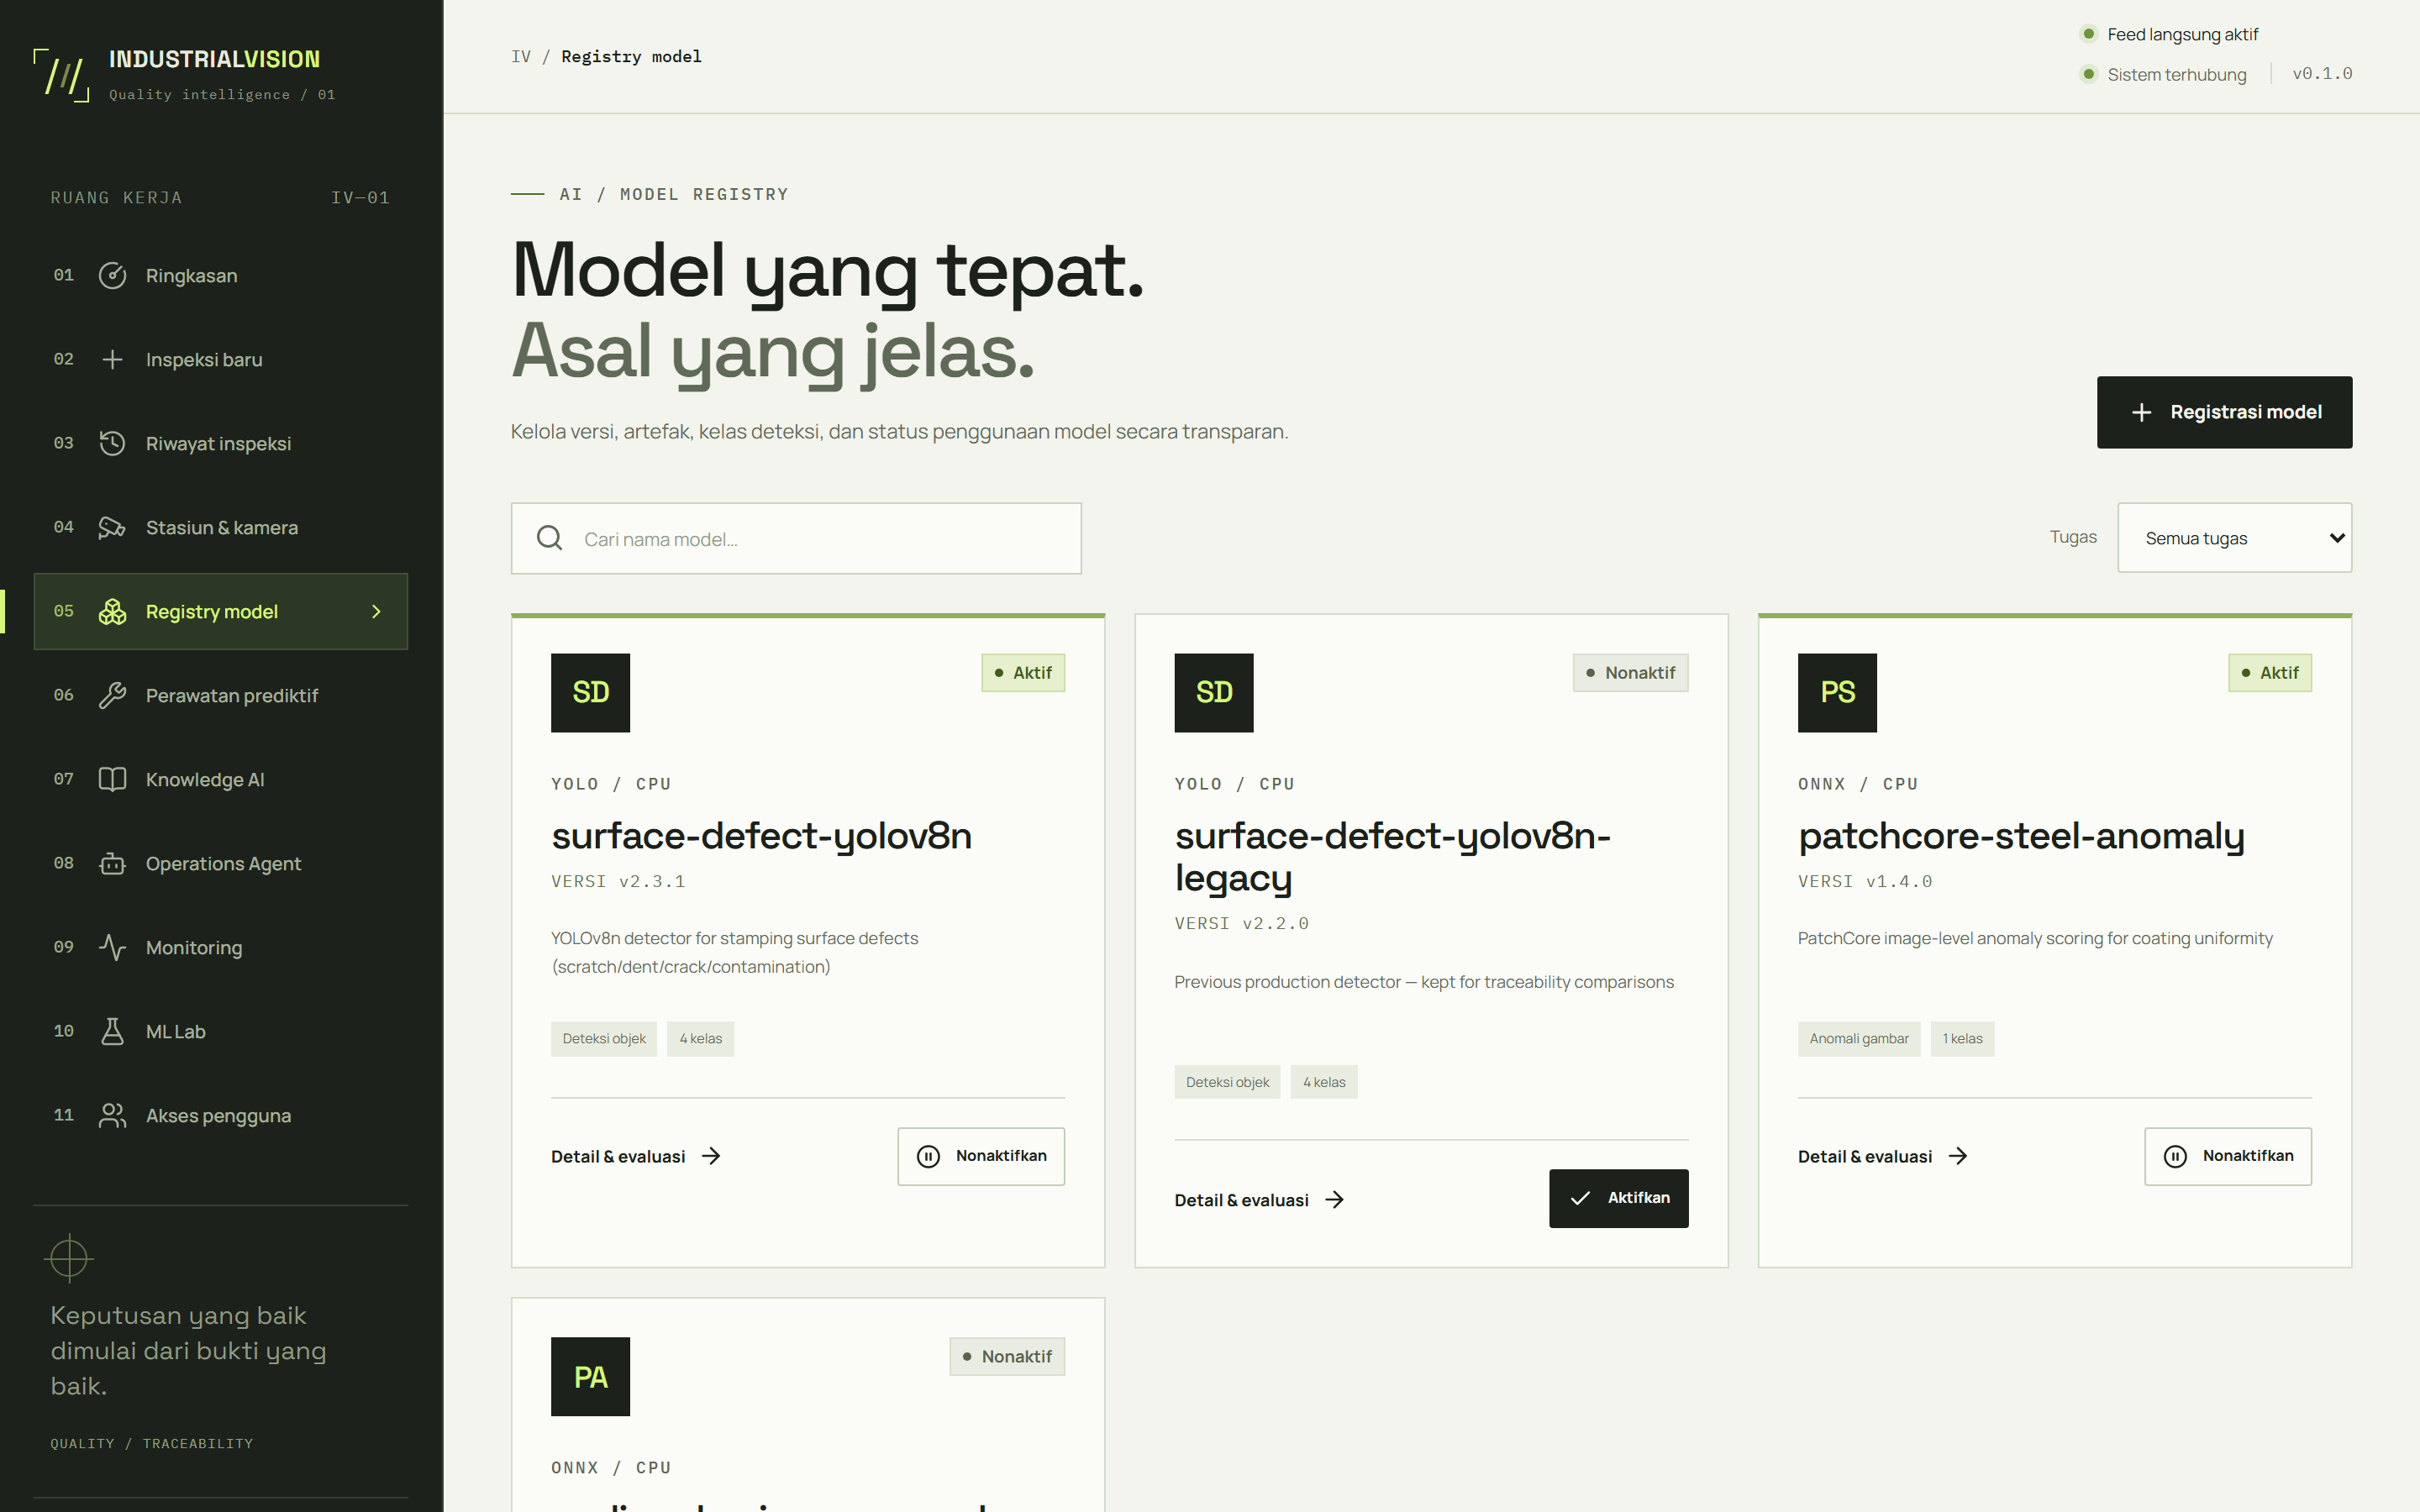 INDUSTRIALVISION
Quality intelligence / 01
RUANG KERJA IV—01
01 Ringkasan
02 Inspeksi baru
03 Riwayat inspeksi
04 Stasiun & kamera
05 Registry model
06 Perawatan prediktif
07 Knowledge AI
08 Operations Agent
09 Monitoring
10 ML Lab
11 Akses pengguna
Keputusan yang baik
dimulai dari bukti yang
baik.
QUALITY / TRACEABILITY
IV / Registry model
Feed langsung aktif
Sistem terhubung v0.1.0
AI / MODEL REGISTRY
Model yang tepat.
Asal yang jelas.
Kelola versi, artefak, kelas deteksi, dan status penggunaan model secara transparan.
Registrasi model
Cari nama model...
Tugas Semua tugas
SD Aktif
YOLO / CPU
surface-defect-yolov8n
VERSI v2.3.1
YOLOv8n detector for stamping surface defects
(scratch/dent/crack/contamination)
Deteksi objek 4 kelas
Detail & evaluasi Nonaktifkan
SD Nonaktif
YOLO / CPU
surface-defect-yolov8n-
legacy
VERSI v2.2.0
Previous production detector — kept for traceability comparisons
Deteksi objek 4 kelas
Detail & evaluasi Aktifkan
PS Aktif
ONNX / CPU
patchcore-steel-anomaly
VERSI v1.4.0
PatchCore image-level anomaly scoring for coating uniformity
Anomali gambar 1 kelas
Detail & evaluasi Nonaktifkan
PA Nonaktif
ONNX / CPU